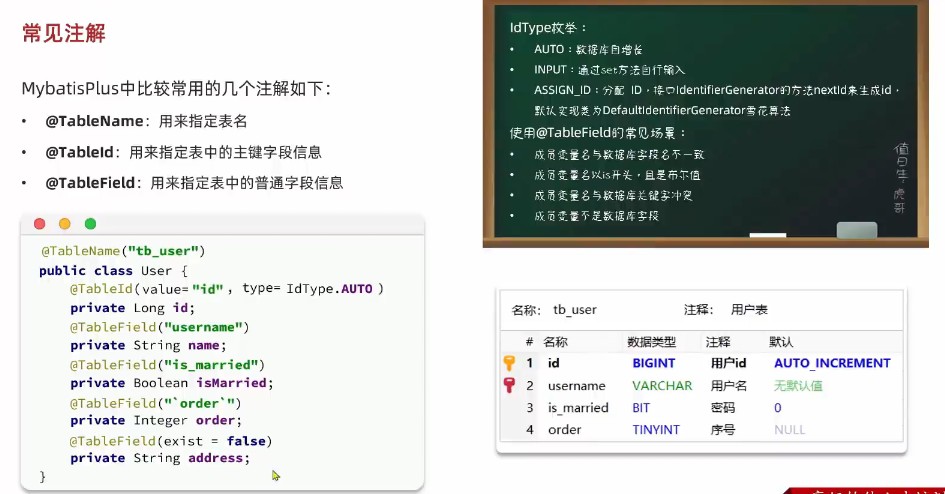 常见注解
MybatisPlus中比较常用的几个注解如下：
• @TableName：用来指定表名
• @TableId：用来指定表中的主键字段信息
• @TableField：用来指定表中的普通字段信息
@TableName("tb_user")
public class User {
@TableId(value="id", type= IdType.AUTO )
private Long id;
@TableField("username")
private String name;
@TableField("is_married")
private Boolean isMarried;
@TableField("`order`")
private Integer order;
@TableField(exist = false)
private String address;
}
IdType枚举：
• AUTO：数据库自增长
• INPUT：通过set方法自行输入
• ASSIGN_ID：分配 ID，接口IdentifierGenerator的方法nextId来生成id，
默认实现类为DefaultIdentifierGenerator雪花算法
使用@TableField的常见场景：
• 成员变量名与数据库字段名不一致
• 成员变量名以is开头，且是布尔值
• 成员变量名与数据库关键字冲突
• 成员变量不是数据库字段
值日生 虎哥
名称： tb_user 注释： 用户表
# 名称 数据类型 注释 默认
1 id BIGINT 用户id AUTO_INCREMENT
2 username VARCHAR 用户名 无默认值
3 is_married BIT 密码 0
4 order TINYINT 序号 NULL